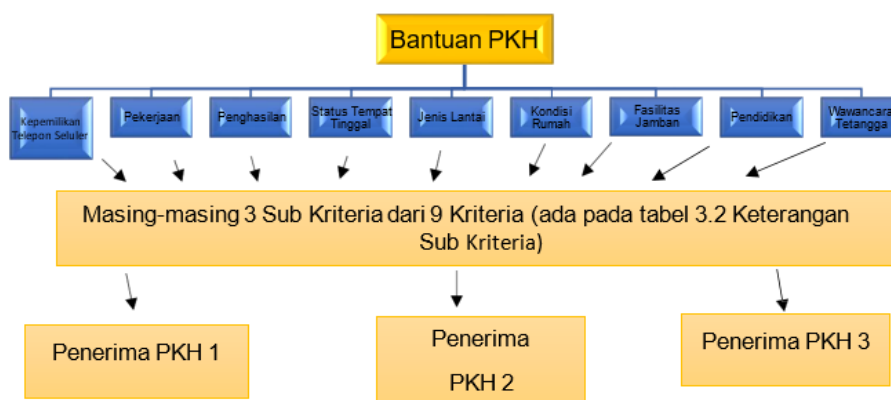 Bantuan PKH
Kepemilikan
Telepon Seluler
Pekerjaan
Penghasilan
Status Tempat
Tinggal
Jenis Lantai
Kondisi
Rumah
Fasilitas
Jamban
Pendidikan
Wawancara
Tetangga
Masing-masing 3 Sub Kriteria dari 9 Kriteria (ada pada tabel 3.2 Keterangan
Sub Kriteria)
Penerima PKH 1
Penerima
PKH 2
Penerima PKH 3